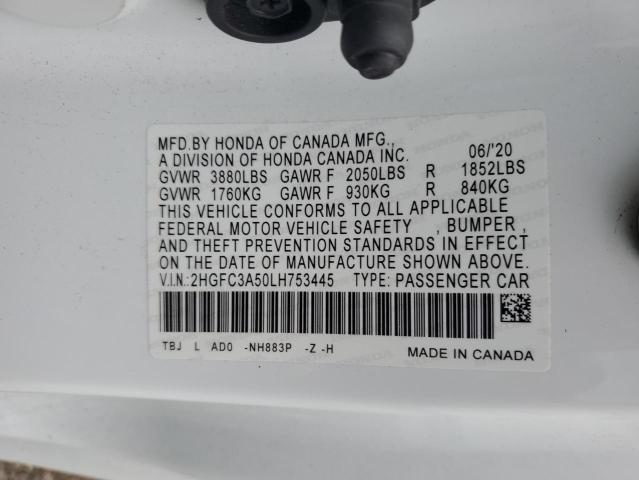 MFD.BY HONDA OF CANADA MFG.,
A DIVISION OF HONDA CANADA INC. 06/'20
GVWR 3880LBS GAWR F 2050LBS R 1852LBS
GVWR 1760KG GAWR F 930KG R 840KG
THIS VEHICLE CONFORMS TO ALL APPLICABLE
FEDERAL MOTOR VEHICLE SAFETY , BUMPER ,
AND THEFT PREVENTION STANDARDS IN EFFECT
ON THE DATE OF MANUFACTURE SHOWN ABOVE.
V.I.N.:2HGFC3A50LH753445 TYPE: PASSENGER CAR
TBJ L AD0 -NH883P -Z -H MADE IN CANADA